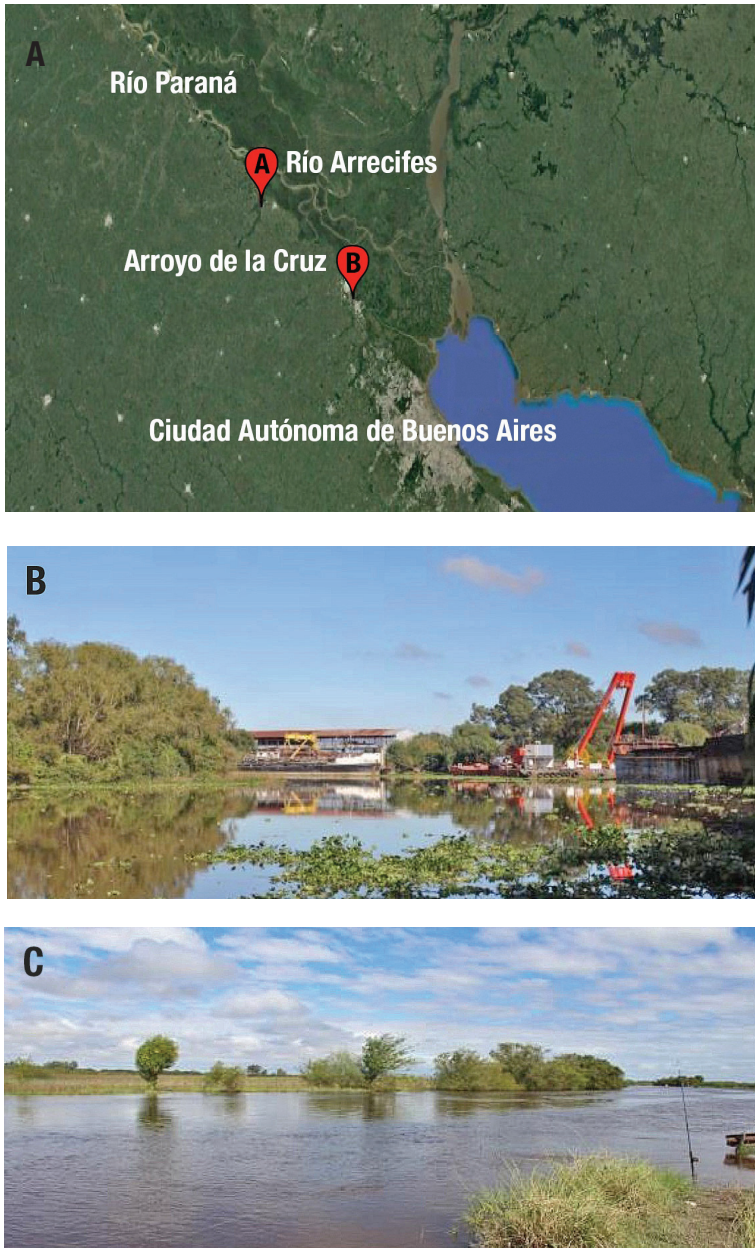 A
Río Paraná
A Río Arrecifes
Arroyo de la Cruz B
Ciudad Autónoma de Buenos Aires
B
C